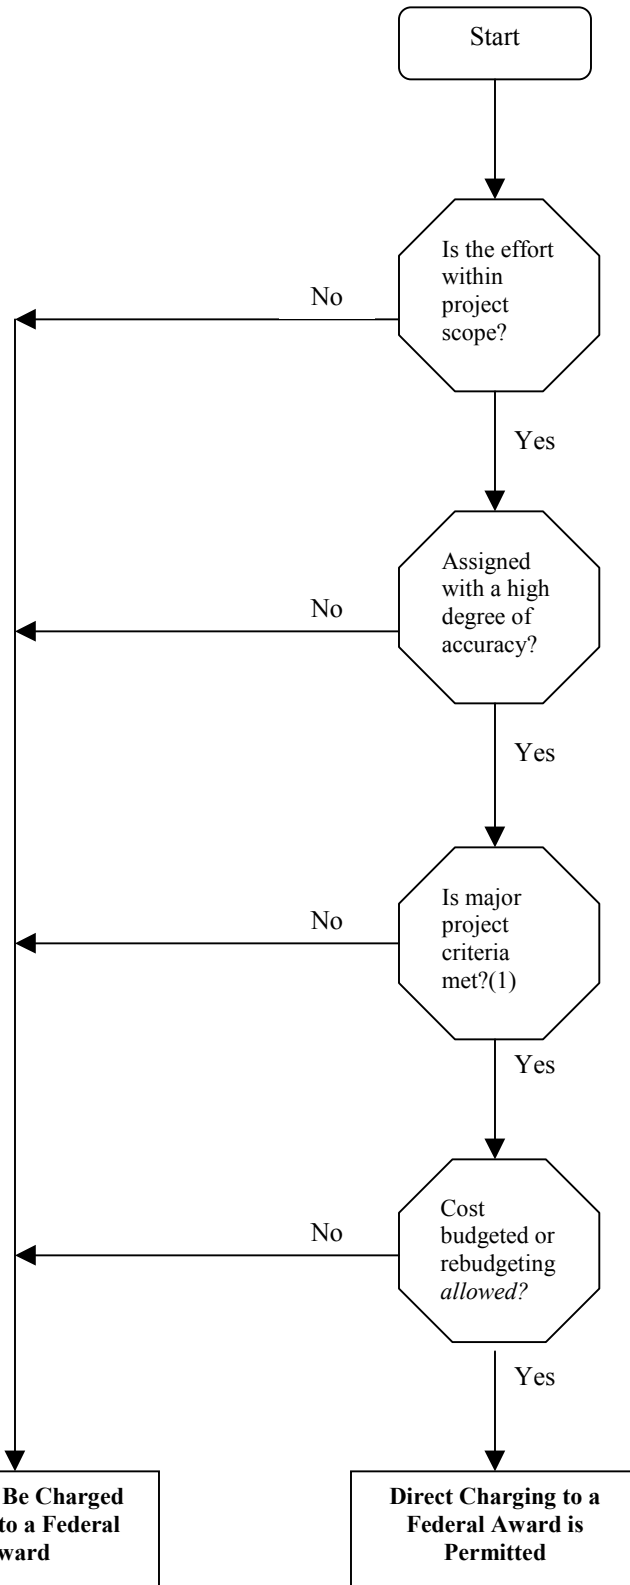 Start
Is the effort
within
project
scope?
No
Yes
Assigned
with a high
degree of
accuracy?
No
Yes
Is major
project
criteria
met?(1)
No
Yes
Cost
budgeted or
rebudgeting
allowed?
No
Yes
Be Charged
to a Federal
ward
Direct Charging to a
Federal Award is
Permitted